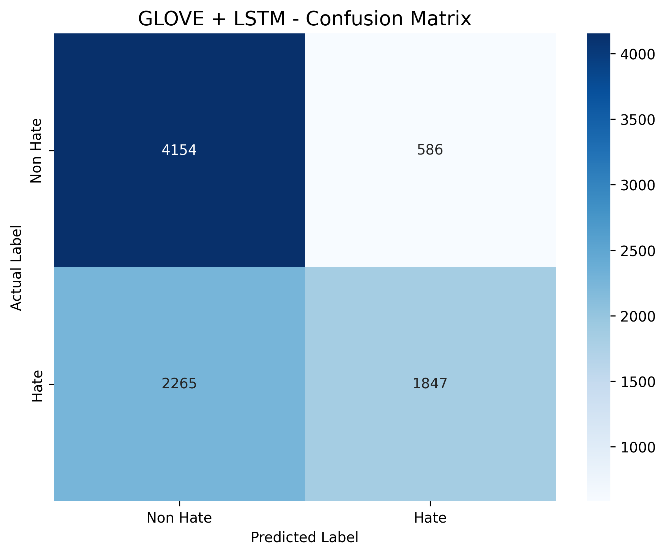 GLOVE + LSTM - Confusion Matrix
Actual Label
Non Hate
4154
586
Hate
2265
1847
Non Hate
Hate
Predicted Label
4000
3500
3000
2500
2000
1500
1000